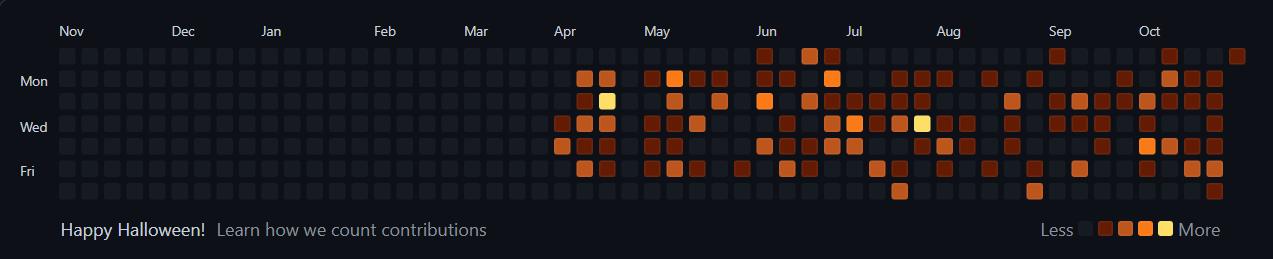 Nov Dec Jan Feb Mar Apr May Jun Jul Aug Sep Oct
Mon
Wed
Fri
Happy Halloween! Learn how we count contributions Less More